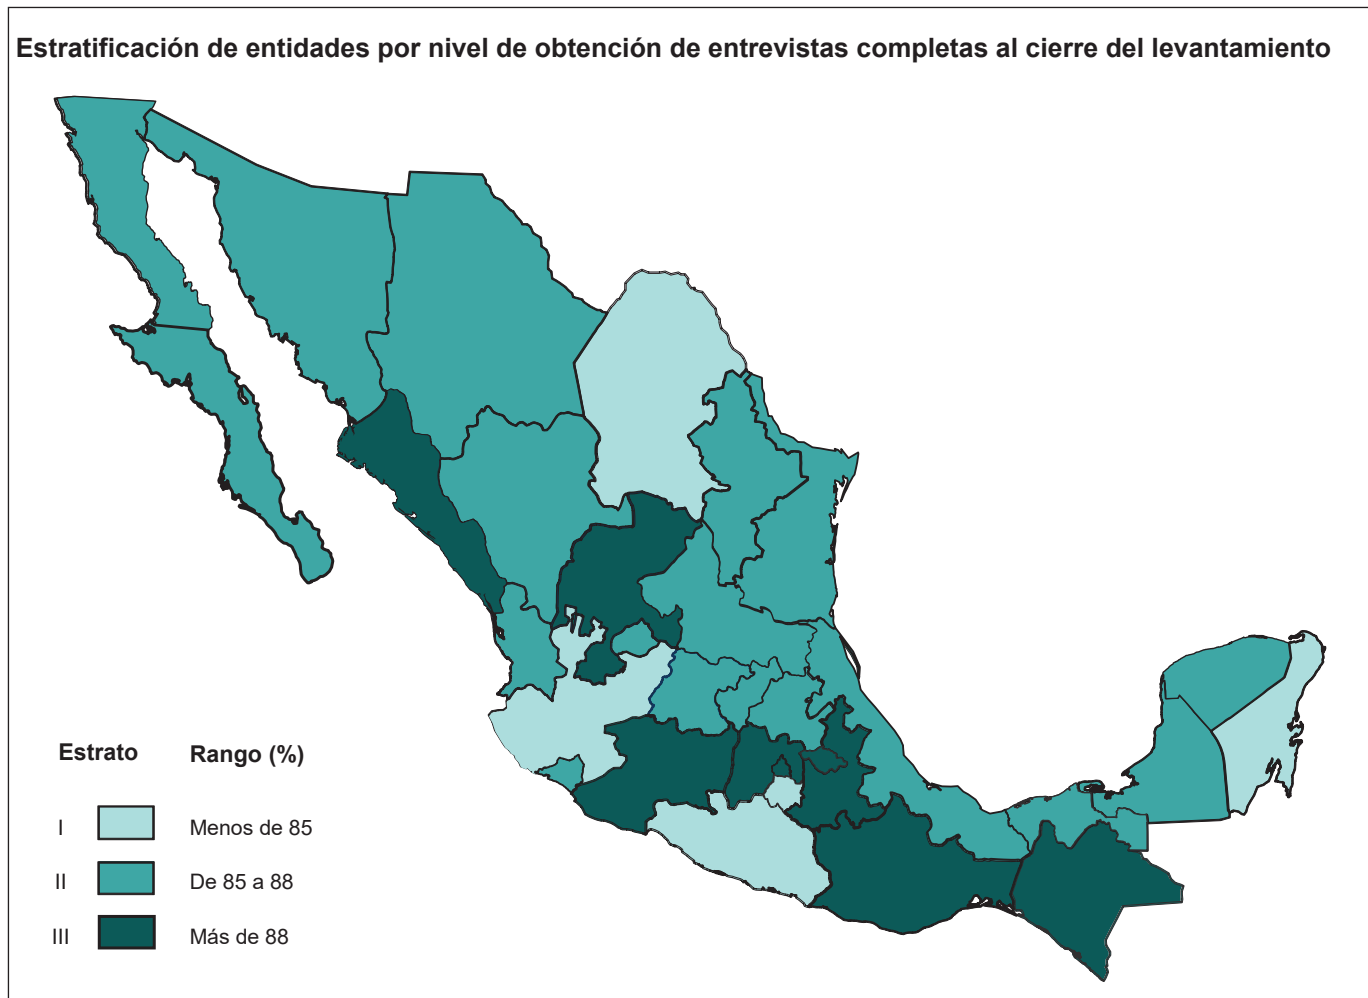 Estratificación de entidades por nivel de obtención de entrevistas completas al cierre del levantamiento
Estrato Rango (%)
I Menos de 85
II De 85 a 88
III Más de 88